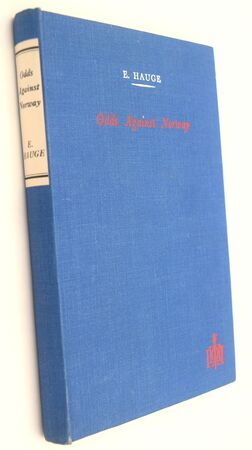 Odds
Against
Norway
E.
HAUGE
E. HAUGE
Odds Against Norway